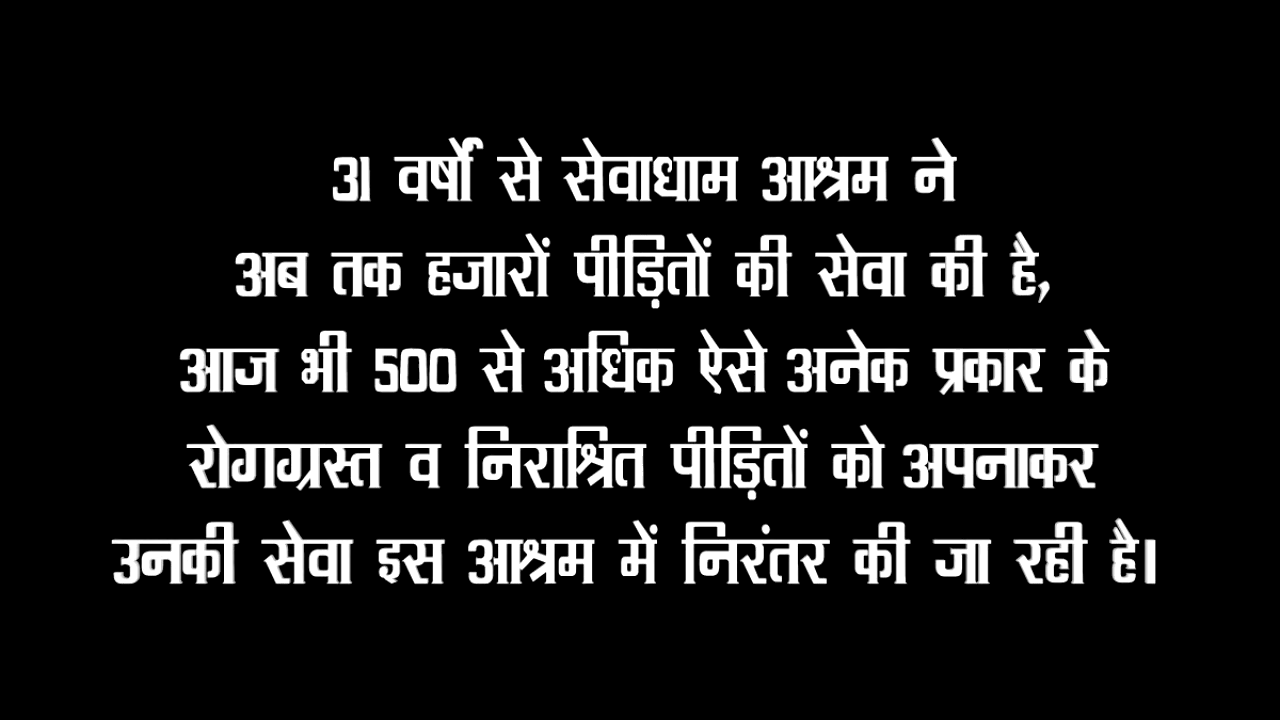 31 वर्षों से सेवाधाम आश्रम ने
अब तक हजारों पीड़ितों की सेवा की है,
आज भी 500 से अधिक ऐसे अनेक प्रकार के
रोगग्रस्त व निराश्रित पीड़ितों को अपनाकर
उनकी सेवा इस आश्रम में निरंतर की जा रही है।